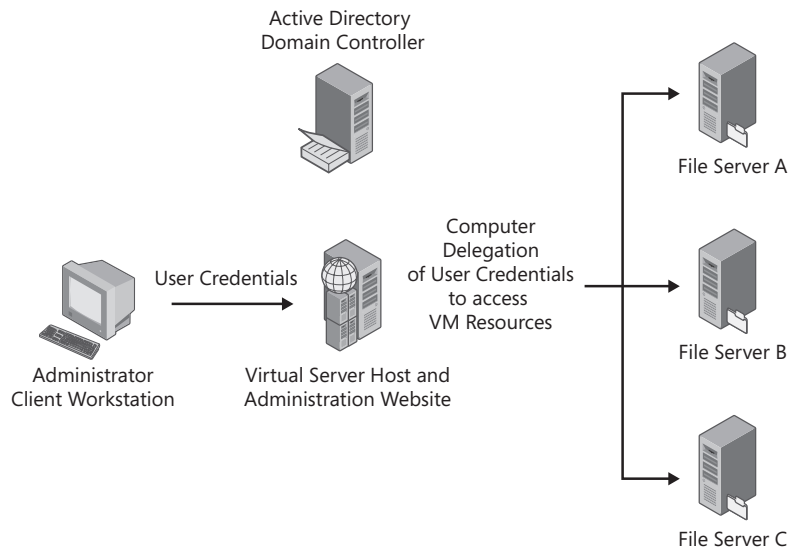 Active Directory
Domain Controller
File Server A
User Credentials
Computer
Delegation
of User Credentials
to access
VM Resources
File Server B
Administrator
Client Workstation
Virtual Server Host and
Administration Website
File Server C